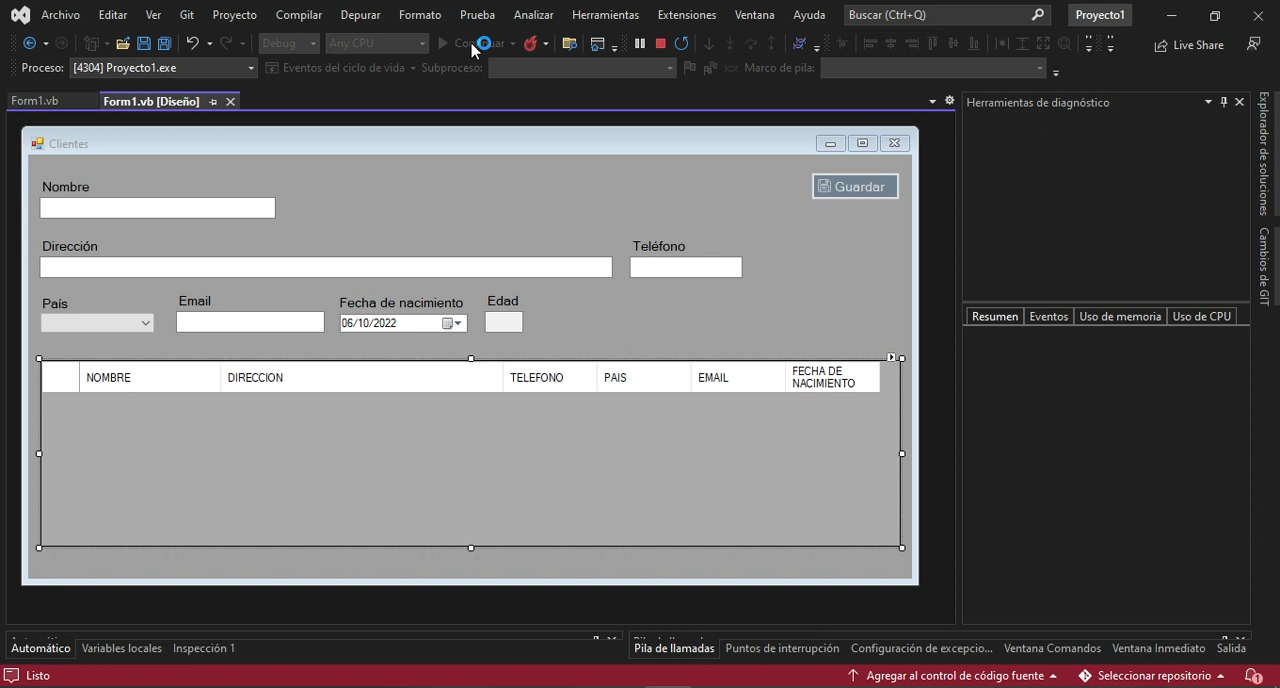 Archivo Editar Ver Git Proyecto Compilar Depurar Formato Prueba Analizar Herramientas Extensiones Ventana Ayuda Buscar (Ctrl+Q) Proyecto1
Debug Any CPU Live Share
Proceso: [4304] Proyecto1.exe Eventos del ciclo de vida Subproceso: Marco de pila:
Form1.vb Form1.vb [Diseño] Herramientas de diagnóstico
Explorador de soluciones
Cambios de GIT
Clientes
Nombre
Guardar
Dirección Teléfono
País Email Fecha de nacimiento Edad
06/10/2022
Resumen Eventos Uso de memoria Uso de CPU
NOMBRE DIRECCION TELEFONO PAIS EMAIL FECHA DE
NACIMIENTO
Automático Variables locales Inspección 1 Pila de llamadas Puntos de interrupción Configuración de excepcio... Ventana Comandos Ventana Inmediato Salida
Listo Agregar al control de código fuente Seleccionar repositorio 1